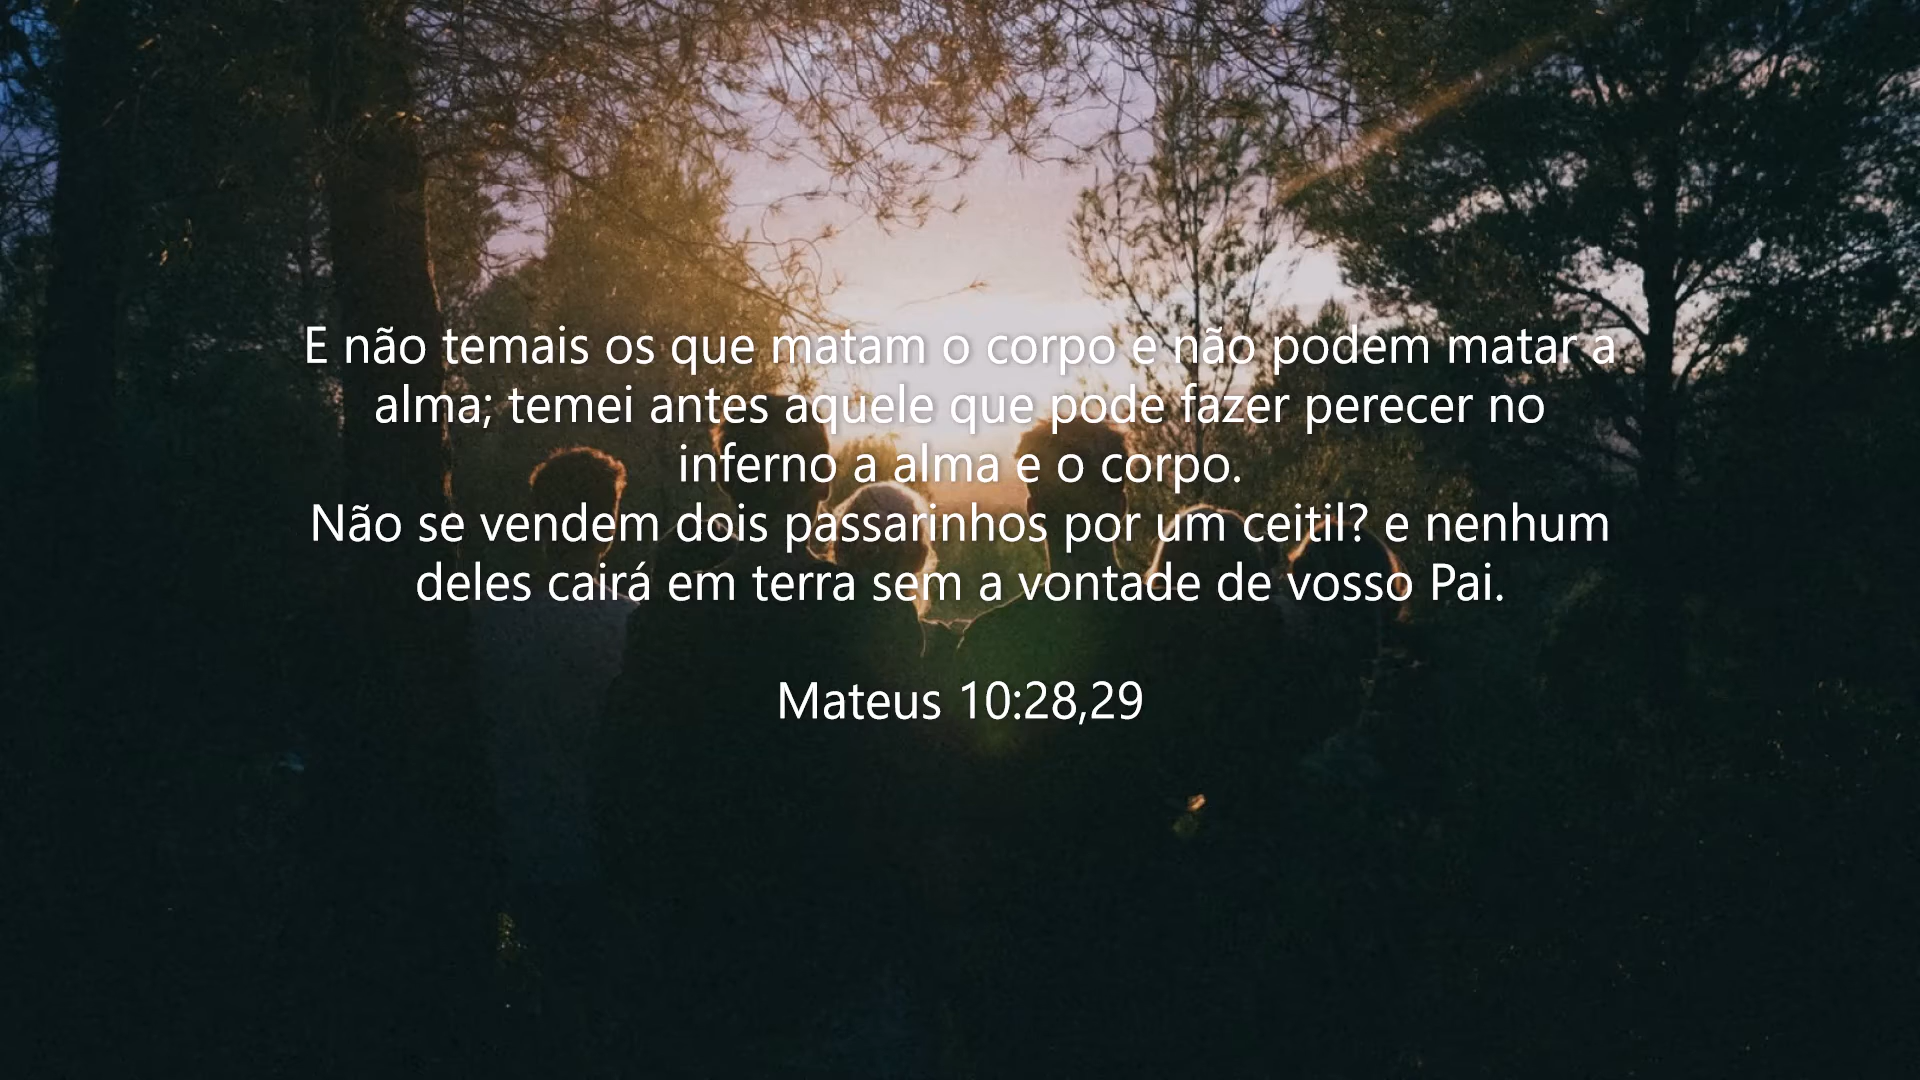 E não temais os que matam o corpo e não podem matar a
alma; temei antes aquele que pode fazer perecer no
inferno a alma e o corpo.
Não se vendem dois passarinhos por um ceitil? e nenhum
deles cairá em terra sem a vontade de vosso Pai.
Mateus 10:28,29